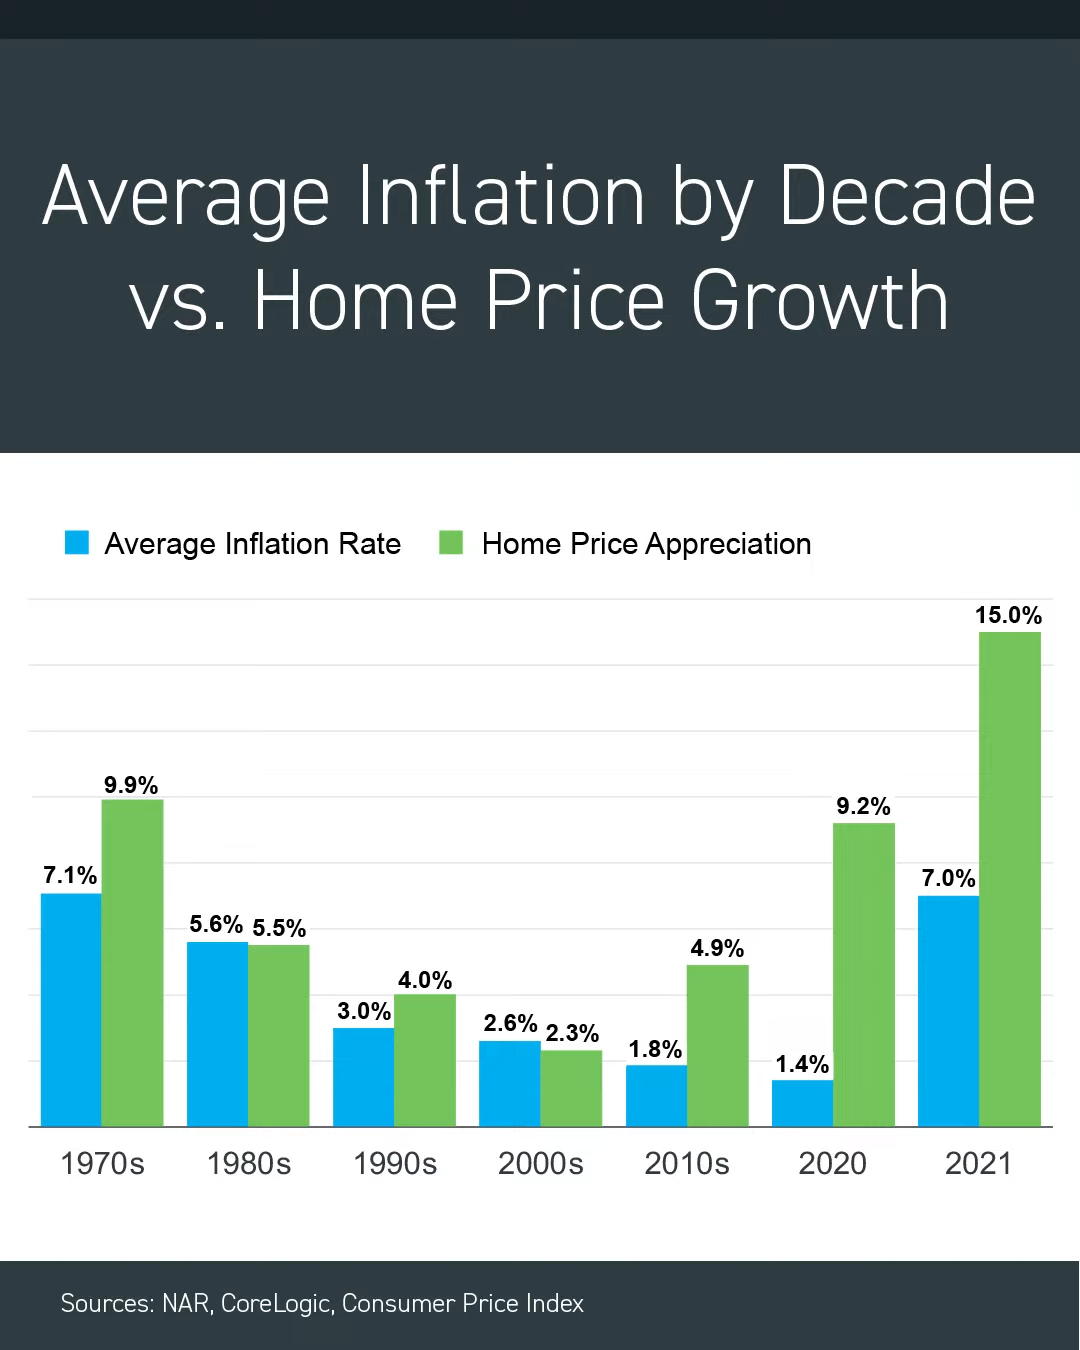 Average Inflation by Decade
vs. Home Price Growth
Average Inflation Rate Home Price Appreciation
7.1% 9.9%
5.6% 5.5%
3.0% 4.0%
2.6% 2.3%
1.8% 4.9%
1.4% 9.2%
7.0% 15.0%
1970s 1980s 1990s 2000s 2010s 2020 2021
Sources: NAR, CoreLogic, Consumer Price Index